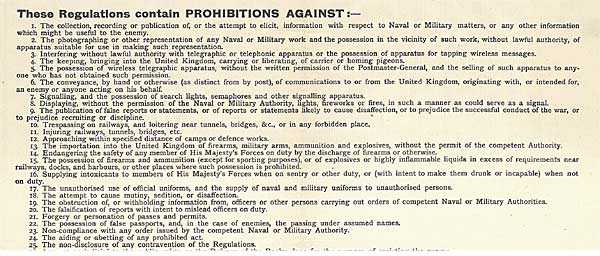 These Regulations contain PROHIBITIONS AGAINST :—
1. The collection, recording or publication of, or the attempt to elicit, information with respect to Naval or Military matters, or any other information
which might be useful to the enemy.
2. The photographing or other representation of any Naval or Military work and the possession in the vicinity of such work, without lawful authority, of
apparatus suitable for use in making such representation.
3. Interfering without lawful authority with telegraphic or telephonic apparatus or the possession of apparatus for tapping wireless messages.
4. The keeping, bringing into the United Kingdom, carrying or liberating, of carrier or homing pigeons.
5. The possession of wireless telegraphic apparatus, without the written permission of the Postmaster-General, and the selling of such apparatus to any-
one who has not obtained such permission.
6. The conveyance, by hand or otherwise (as distinct from by post), of communications to or from the United Kingdom, originating with, or intended for,
an enemy or anyone acting on his behalf.
7. Signalling, and the possession of search lights, semaphores and other signalling apparatus.
8. Displaying, without the permission of the Naval or Military Authority, lights, fireworks or fires, in such a manner as could serve as a signal.
9. The publication of false reports or statements, or of reports or statements likely to cause disaffection, or to prejudice the successful conduct of the war, or
to prejudice recruiting or discipline.
10. Trespassing on railways, and loitering near tunnels, bridges, &c., or in any forbidden place.
11. Injuring railways, tunnels, bridges, etc.
12. Approaching within specified distance of camps or defence works.
13. The importation into the United Kingdom of firearms, military arms, ammunition and explosives, without the permit of the competent Authority.
14. Endangering the safety of any member of His Majesty's Forces on duty by the discharge of firearms or otherwise.
15. The possession of firearms and ammunition (except for sporting purposes), or of explosives or highly inflammable liquids in excess of requirements near
railways, docks, and harbours, or other places where such possession is prohibited.
16. Supplying intoxicants to members of His Majesty's Forces when on sentry or other duty, or (with intent to make them drunk or incapable) when not
on duty.
17. The unauthorised use of official uniforms, and the supply of naval and military uniforms to unauthorised persons.
18. The attempt to cause mutiny, sedition, or disaffection.
19. The obstruction of, or withholding information from, officers or other persons carrying out orders of competent Naval or Military Authorities.
20. The falsification of reports with intent to mislead officers on duty.
21. Forgery or personation of passes and permits.
22. The possession of false passports, and, in the case of enemies, the passing under assumed names.
23. Non-compliance with any order issued by the competent Naval or Military Authority.
24. The aiding or abetting of any prohibited act.
25. The non-disclosure of any contravention of the Regulations.